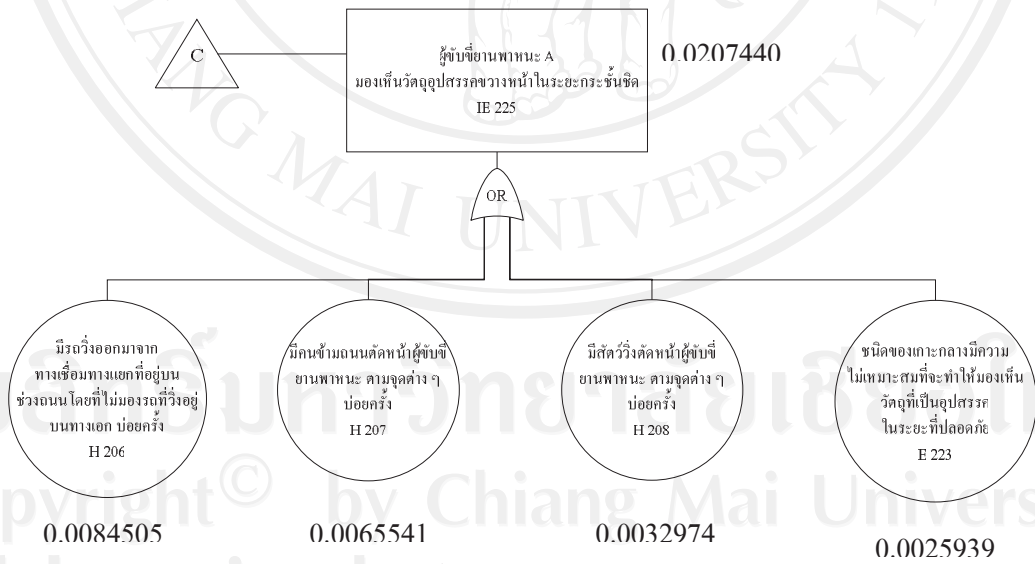 C
ผู้ขับขี่ยานพาหนะ A
มองเห็นวัตถุอุปสรรคขวางหน้าในระยะกระชั้นชิด
IE 225
0.0207440
OR
มีรถวิ่งออกมาจาก
ทางเชื่อมทางแยกที่อยู่บน
ช่วงถนนโดยที่ไม่มองรถที่วิ่งอยู่
บนทางเอก บ่อยครั้ง
H 206
มีคนข้ามถนนตัดหน้าผู้ขับขี่
ยานพาหนะ ตามจุดต่าง ๆ
บ่อยครั้ง
H 207
มีสัตว์วิ่งตัดหน้าผู้ขับขี่
ยานพาหนะ ตามจุดต่าง ๆ
บ่อยครั้ง
H 208
ชนิดของเกาะกลางมีความ
ไม่เหมาะสมที่จะทำให้มองเห็น
วัตถุที่เป็นอุปสรรค
ในระยะที่ปลอดภัย
E 223
0.0084505
0.0065541
0.0032974
0.0025939
ANG MAI UNIVERSITY
pyright© by Chiang Mai Univers